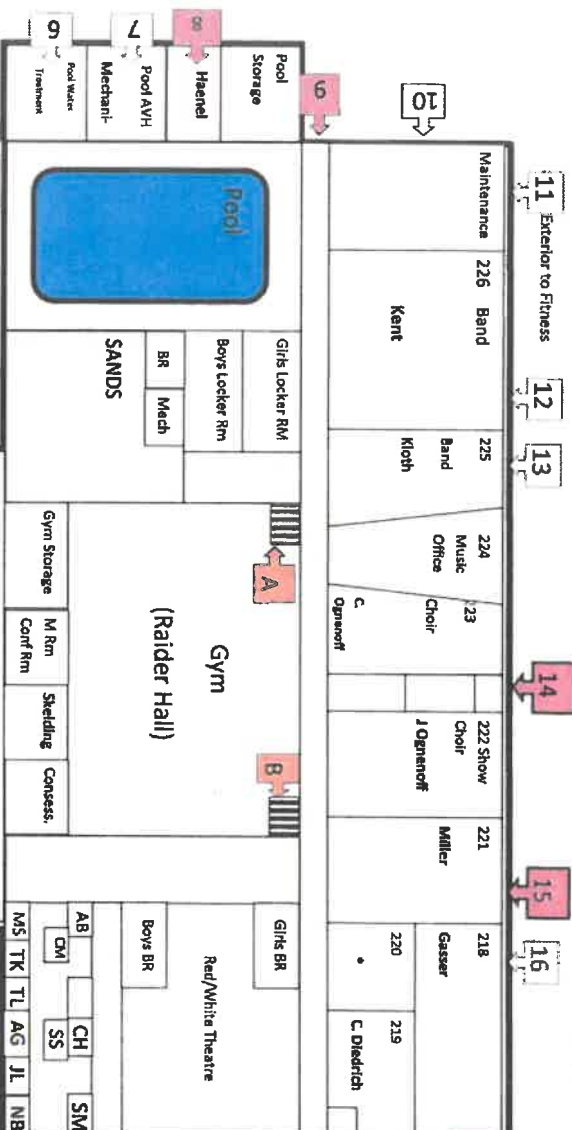 6
7
8
9
10
11 Exterior to Fitness
12
13
14
15
16
Pool Water
Treatment
Pool AVH
Mechani-
Haenel
Pool
Storage
Maintenance
226 Band
Kent
225
Band
Kloth
224
Music
Office
23
Choir
C.
Ognenoff
222 Show
Choir
J Ognenoff
221
Miller
218
Gasser
220
219
C. Diedrich
Pool
Girls Locker RM
Boys Locker Rm
BR
Mech
SANDS
A
Gym
(Raider Hall)
B
Gym Storage
M Rm
Conf Rm
Skelding
Consess.
Girls BR
Red/White Theatre
Boys BR
AB
CM
CH
SS
SM
MS
TK
TL
AG
JL
NB